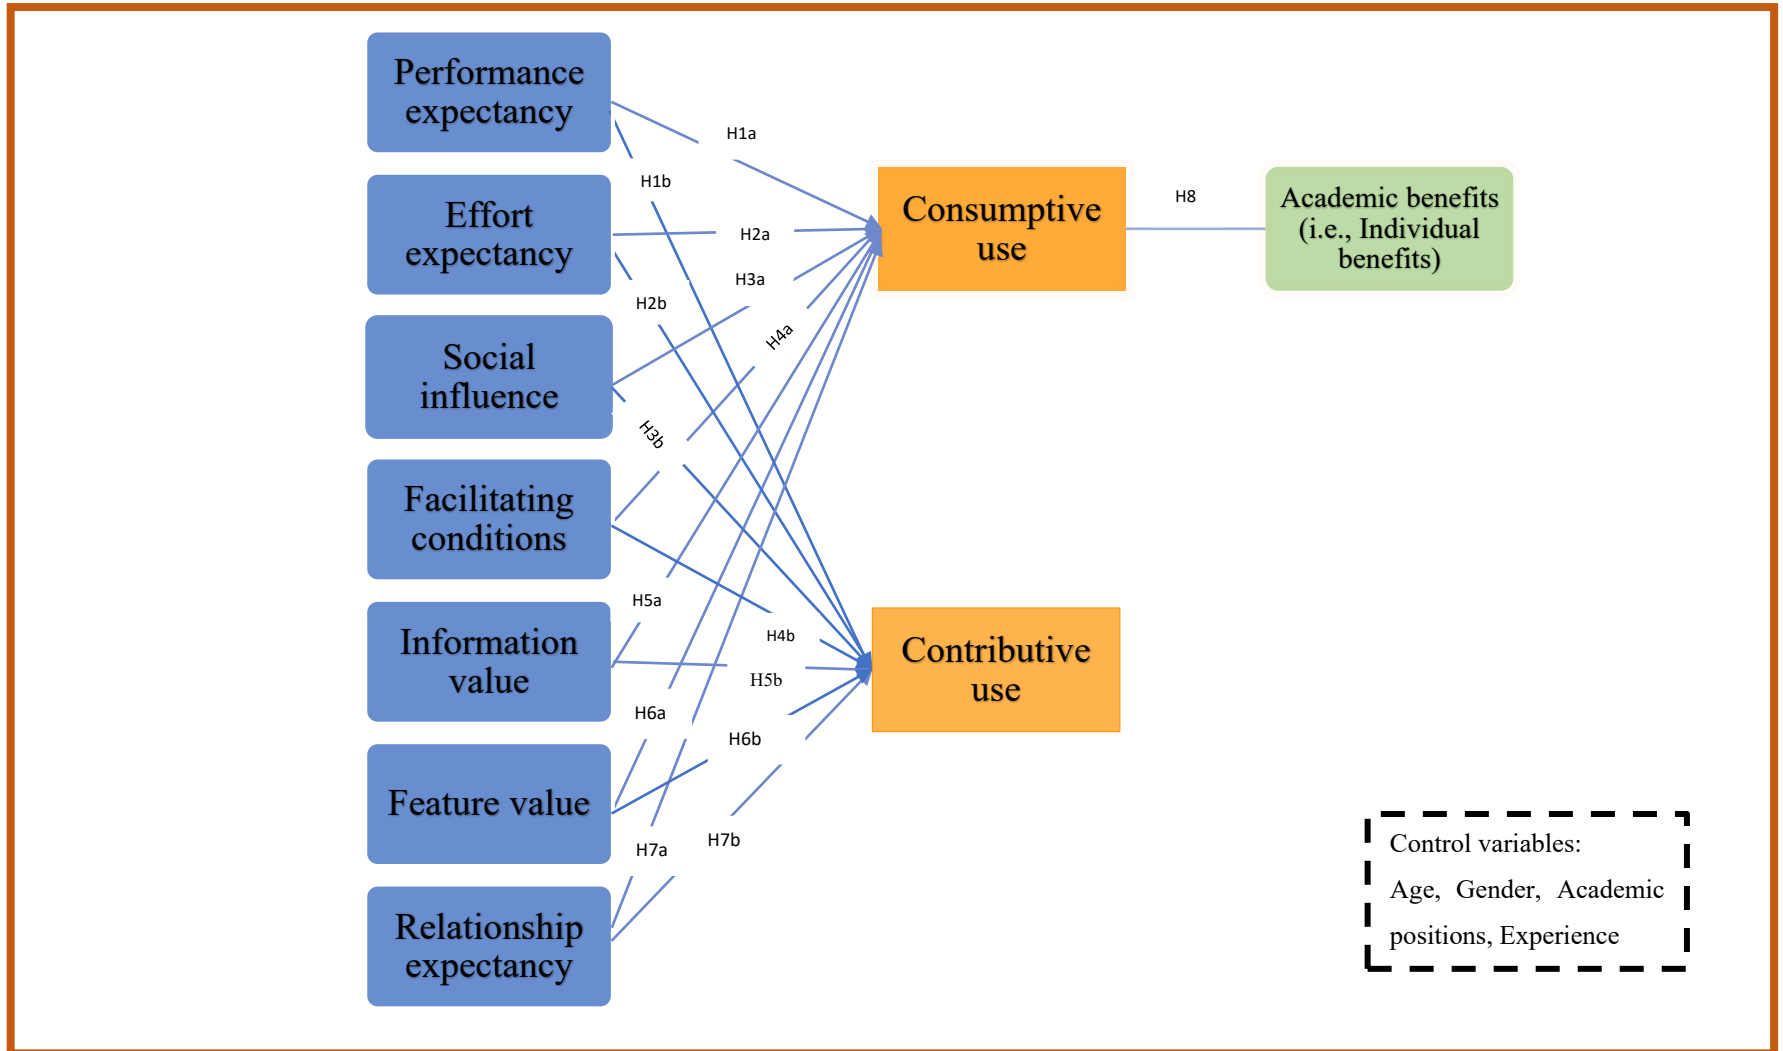 Performance
expectancy
Effort
expectancy
Social
influence
Facilitating
conditions
Information
value
Feature value
Relationship
expectancy
H1a
H1b
H2a
H2b
H3a
H3b
H4a
H4b
H5a
H5b
H6a
H6b
H7a
H7b
Consumptive
use
Contributive
use
H8
Academic benefits
(i.e., Individual
benefits)
Control variables:
Age, Gender, Academic
positions, Experience